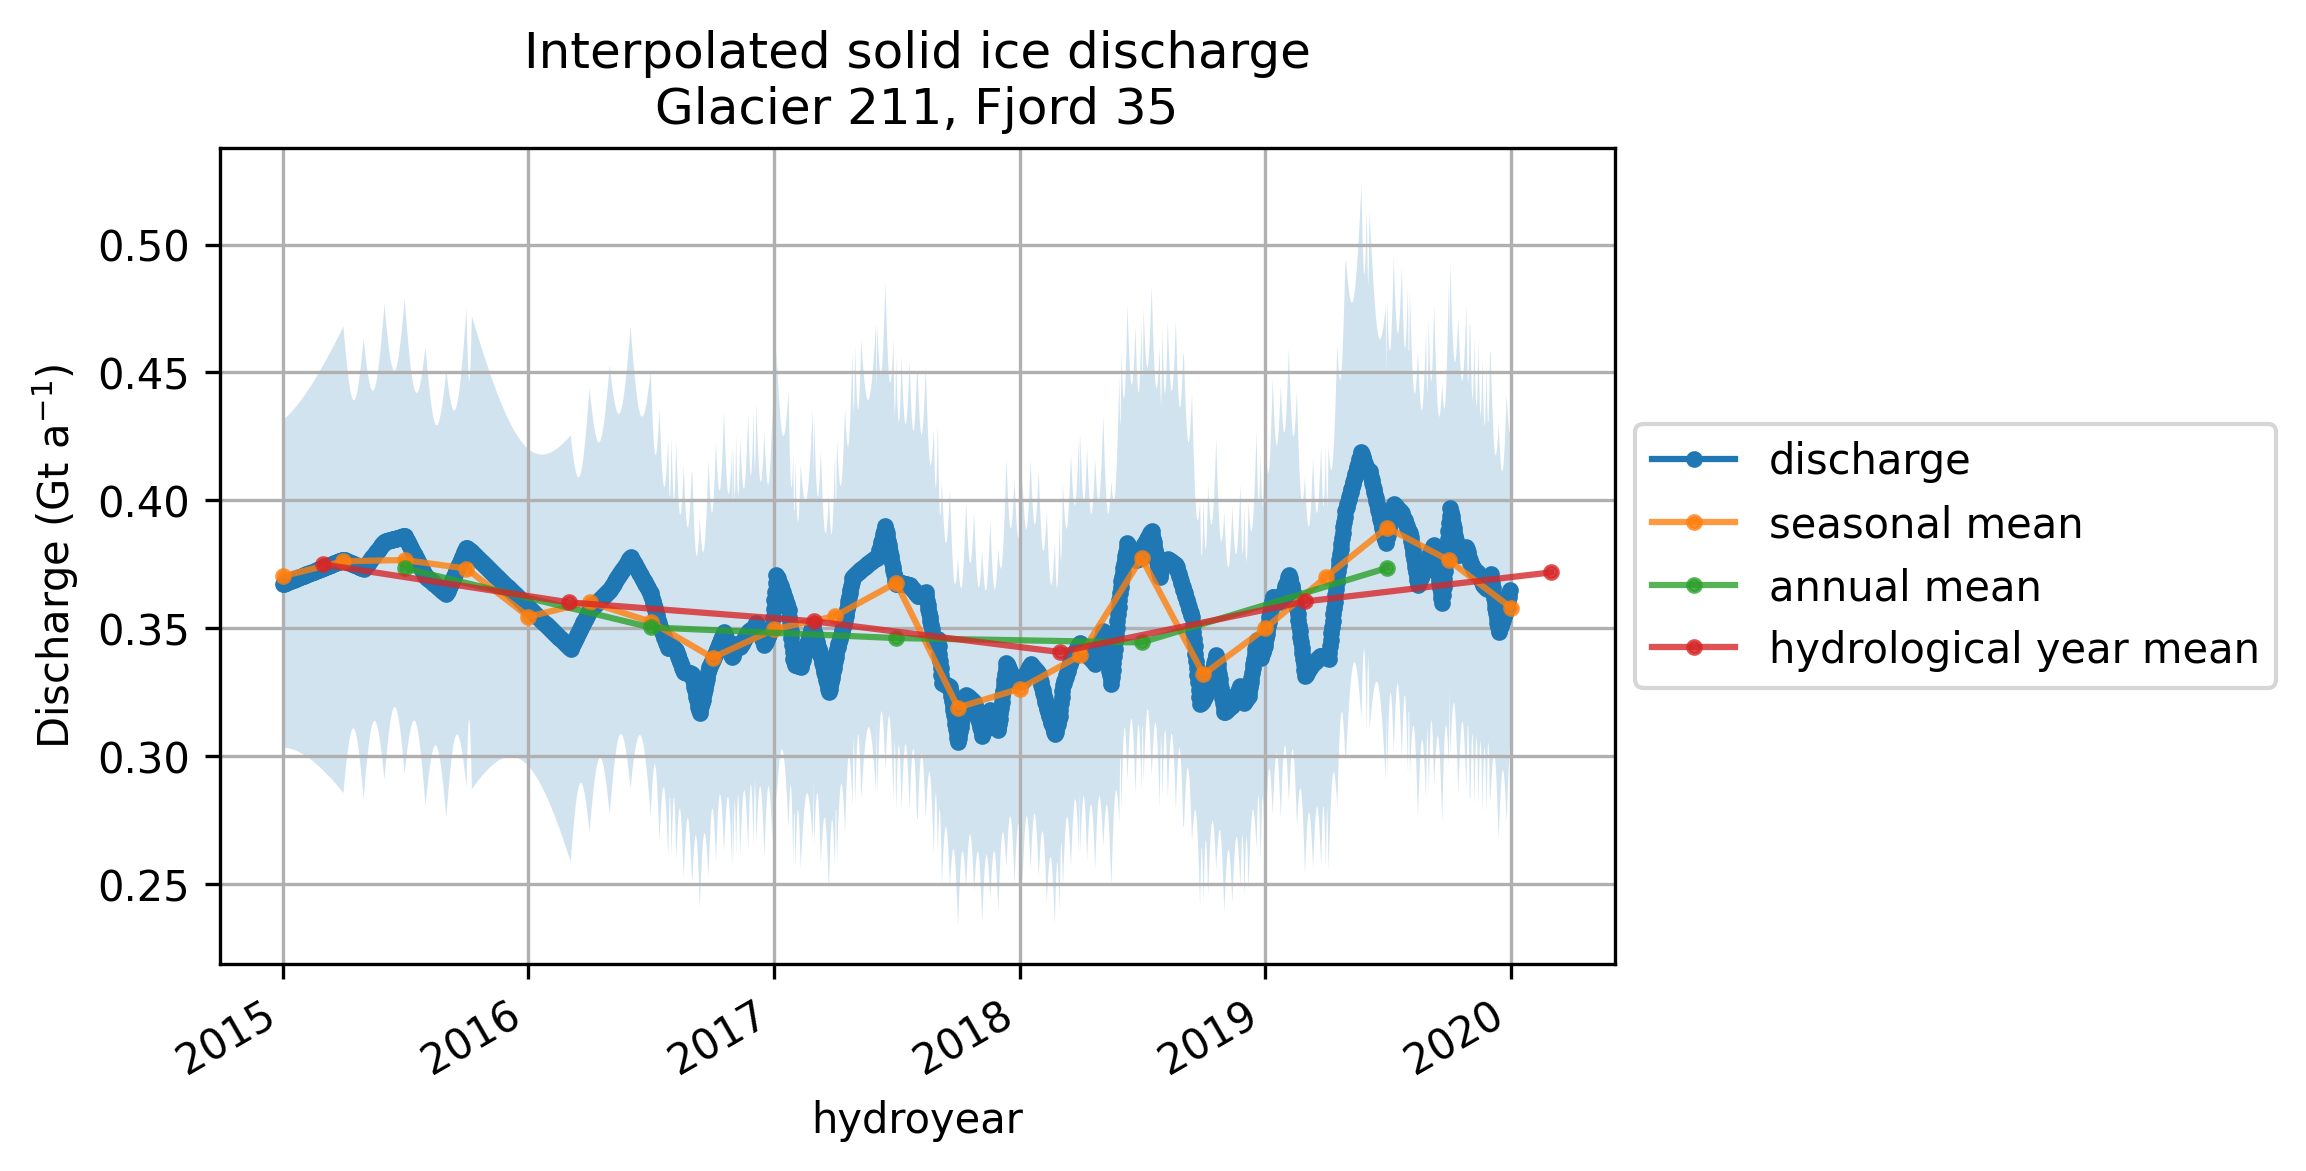 Interpolated solid ice discharge
Glacier 211, Fjord 35
Discharge (Gt a⁻¹)
0.50
0.45
0.40
0.35
0.30
0.25
2015
2016
2017
2018
2019
2020
hydroyear
discharge
seasonal mean
annual mean
hydrological year mean